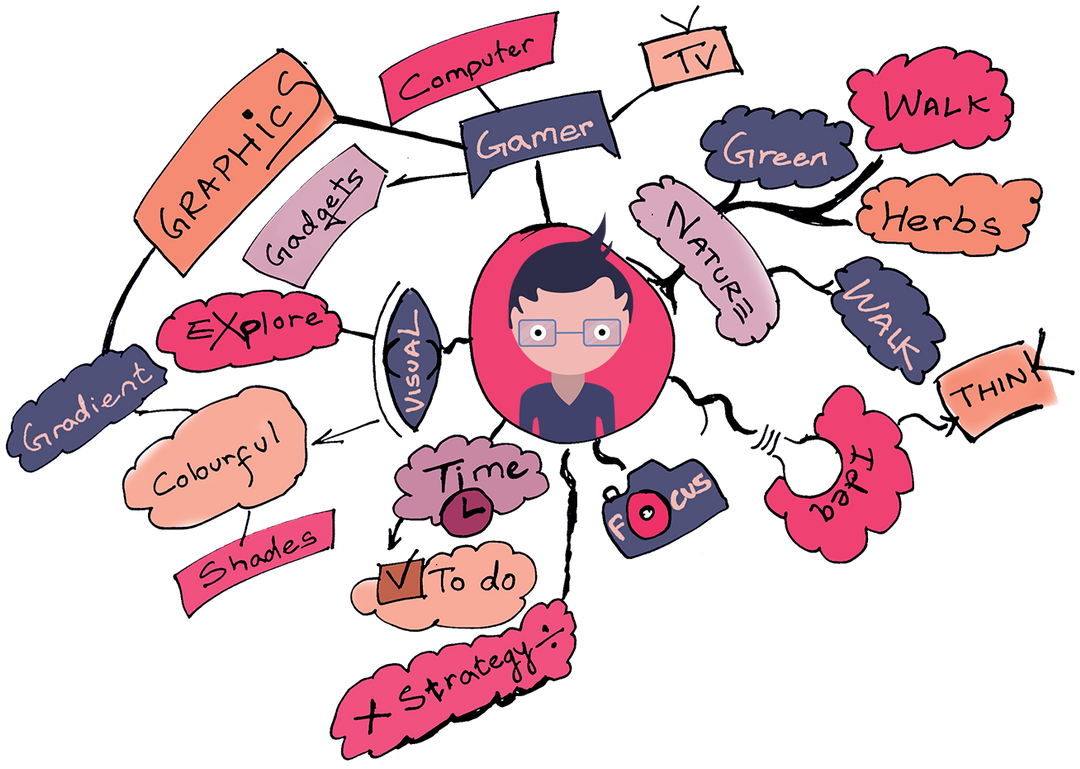 Computer
TV
GRAPHICS
Gamer
WALK
Green
Gadgets
Herbs
NATURE
EXplore
VISUAL
WALK
THINK
Gradient
Colourful
Time
Idea
FOCUS
Shades
To do
+ Strategy ÷